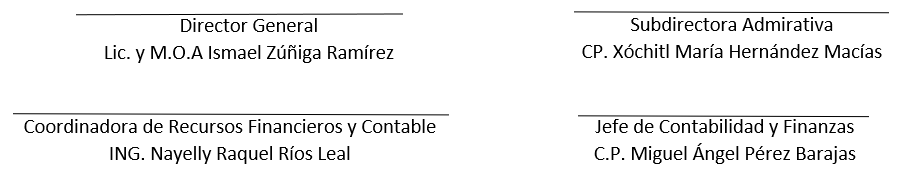 Director General
Lic. y M.O.A Ismael Zúñiga Ramírez
Subdirectora Admirativa
CP. Xóchitl María Hernández Macías
Coordinadora de Recursos Financieros y Contable
ING. Nayelly Raquel Ríos Leal
Jefe de Contabilidad y Finanzas
C.P. Miguel Ángel Pérez Barajas